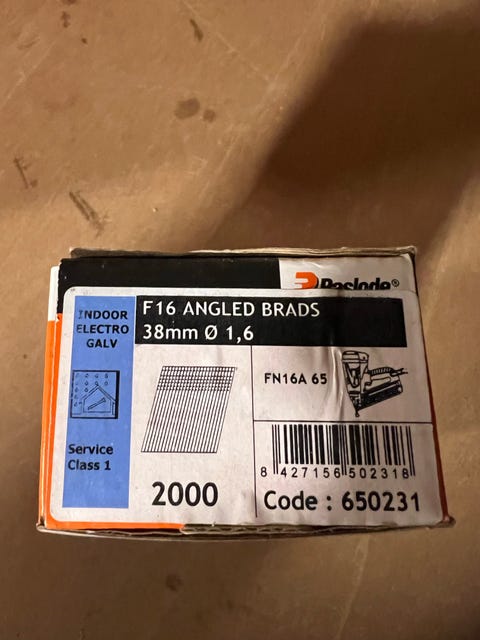 Paslode®
INDOOR
ELECTRO
GALV
F16 ANGLED BRADS
38mm Ø 1,6
FN16A 65
Service
Class 1
2000
8 427156 502318
Code : 650231